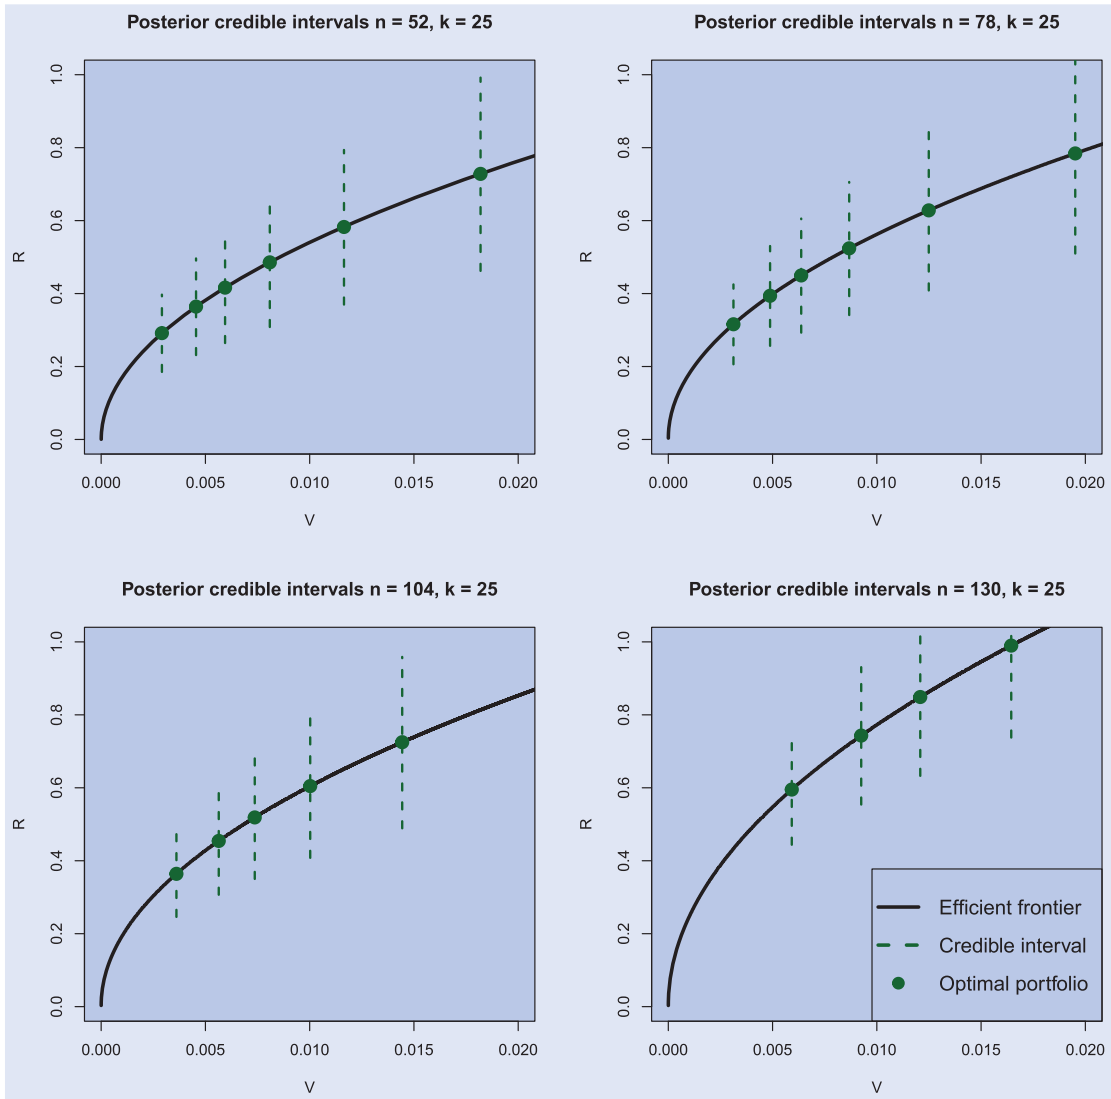 Posterior credible intervals n = 52, k = 25
R
1.0
0.8
0.6
0.4
0.2
0.0
0.000 0.005 0.010 0.015 0.020
V
Posterior credible intervals n = 78, k = 25
R
1.0
0.8
0.6
0.4
0.2
0.0
0.000 0.005 0.010 0.015 0.020
V
Posterior credible intervals n = 104, k = 25
R
1.0
0.8
0.6
0.4
0.2
0.0
0.000 0.005 0.010 0.015 0.020
V
Posterior credible intervals n = 130, k = 25
R
1.0
0.8
0.6
0.4
0.2
0.0
Efficient frontier
Credible interval
Optimal portfolio
0.000 0.005 0.010 0.015 0.020
V